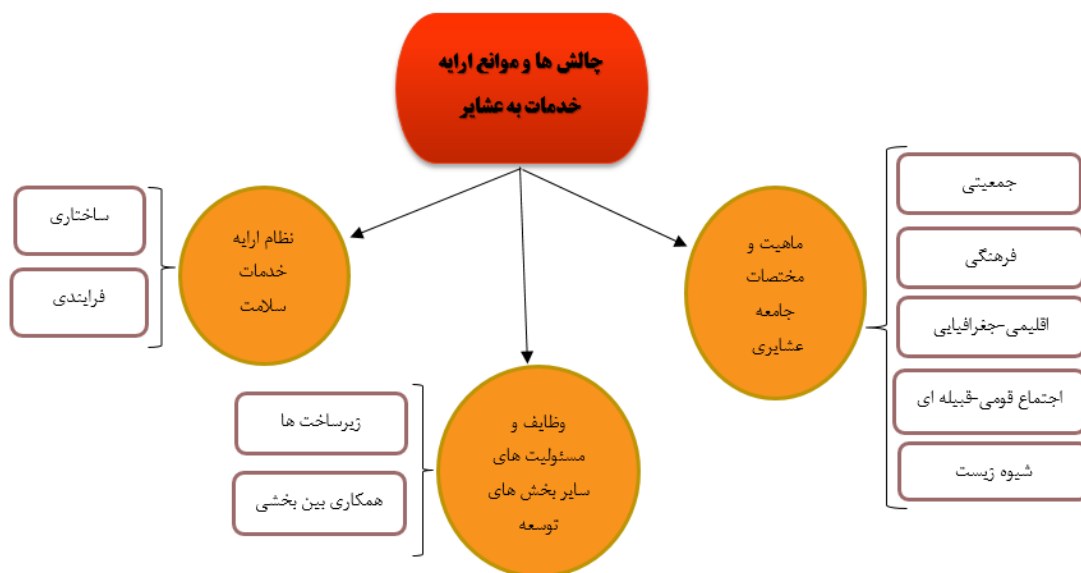 چالش ها و موانع ارایه
خدمات به عشایر
ماهیت و
مختصات
جامعه
عشایری
جمعیتی
فرهنگی
اقلیمی-جغرافیایی
اجتماع قومی-قبیله ای
شیوه زیست
وظایف و
مسئولیت های
سایر بخش های
توسعه
زیرساخت ها
همکاری بین بخشی
نظام ارایه
خدمات
سلامت
ساختاری
فرایندی